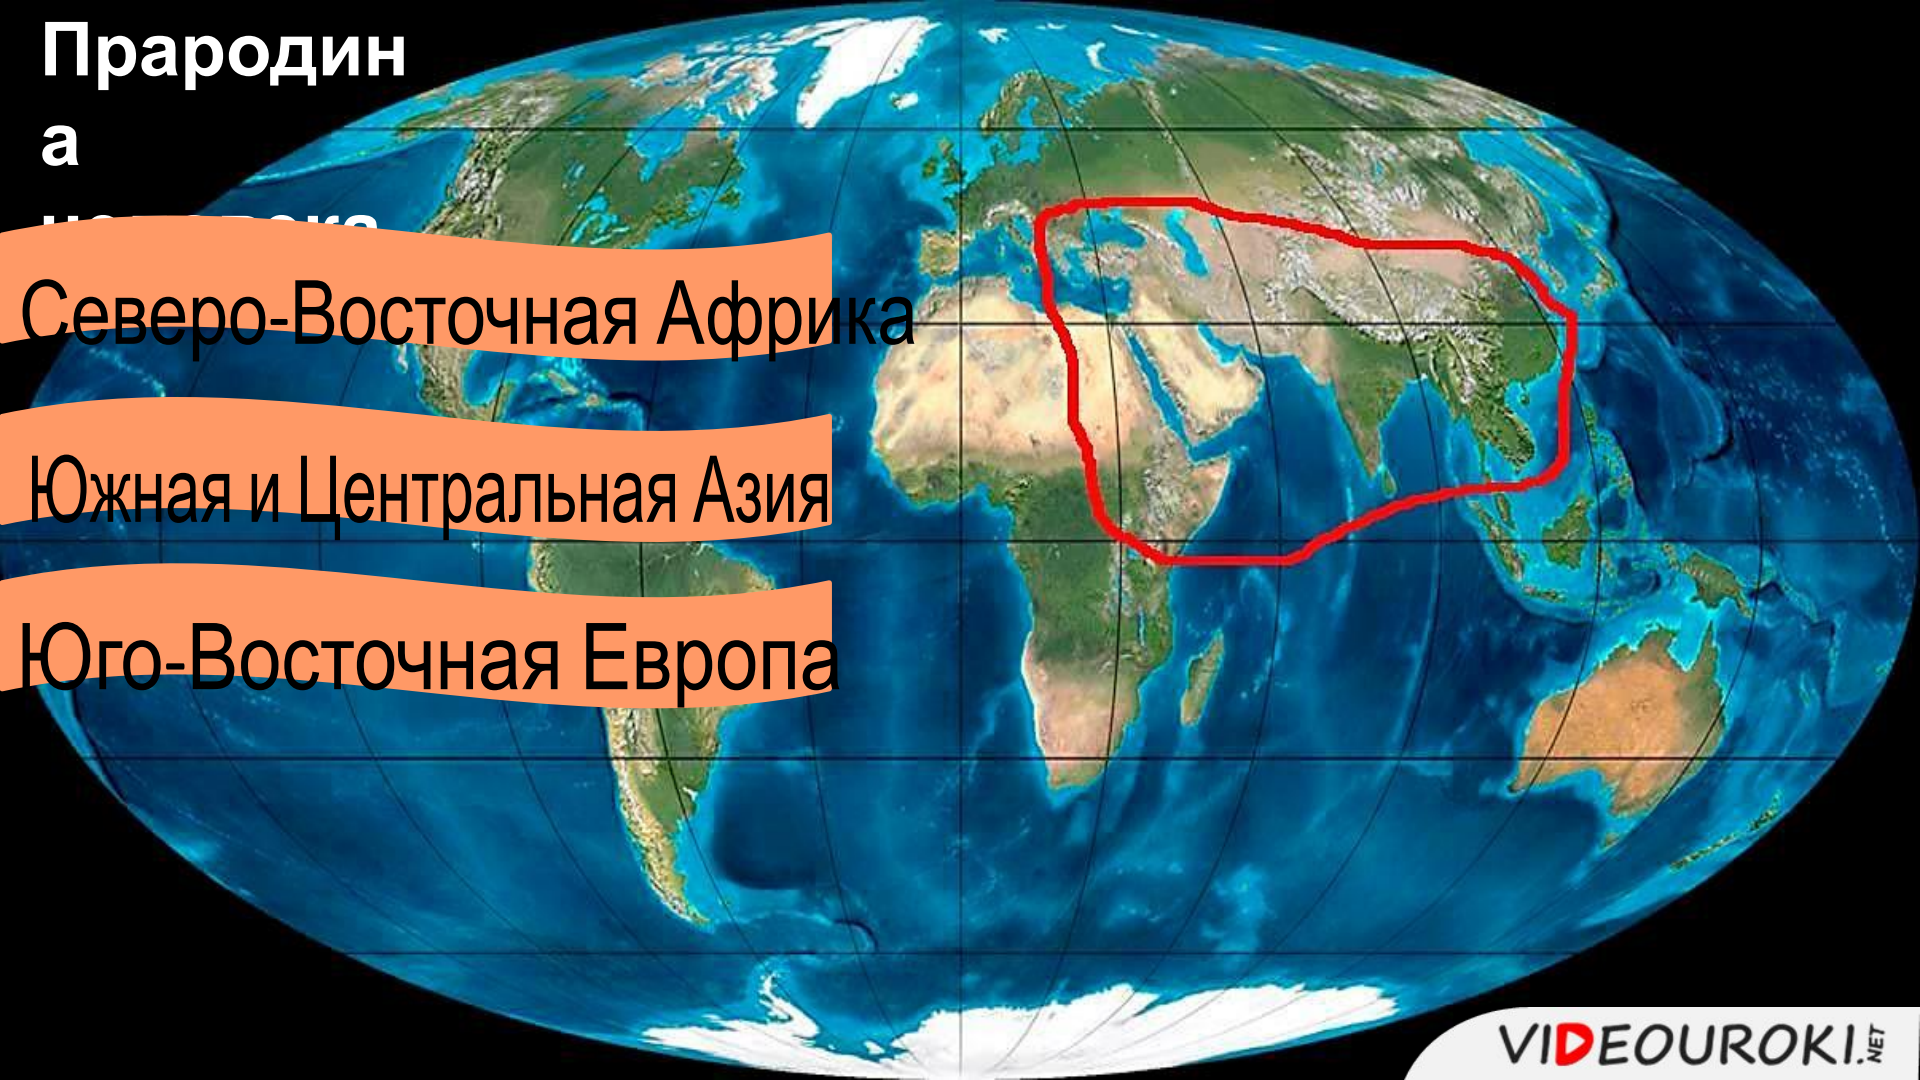 Прародин
а
Северо-Восточная Африка
Южная и Центральная Азия
Юго-Восточная Европа
VIDEOUROKI.NET